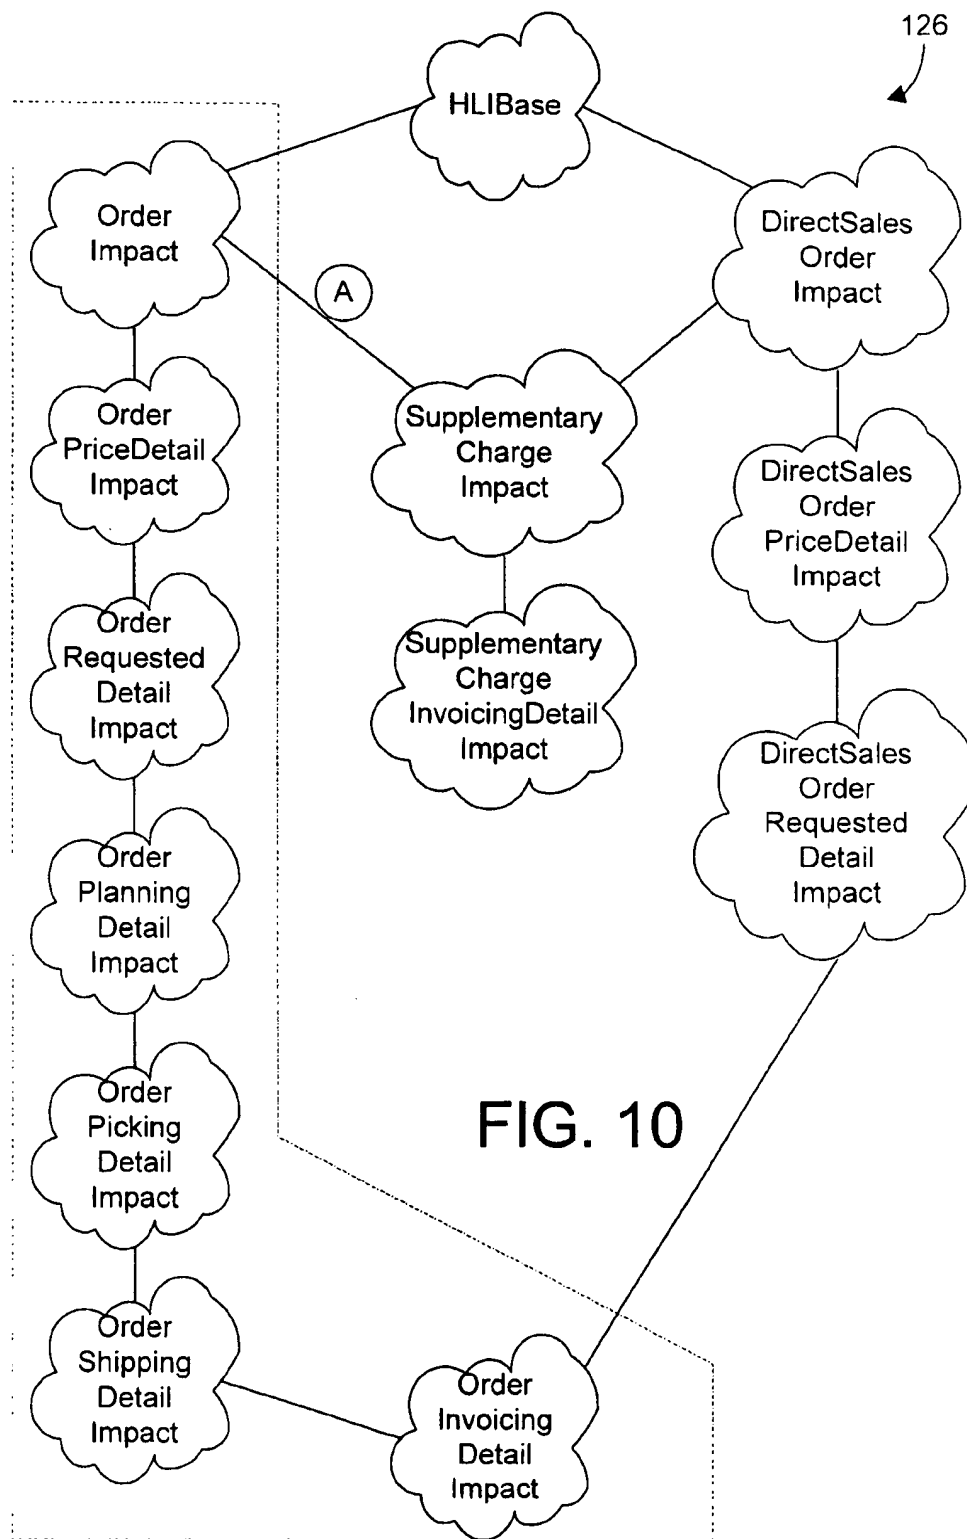 126
HLIBase
Order
Impact
DirectSales
Order
Impact
A
Order
PriceDetail
Impact
Supplementary
Charge
Impact
DirectSales
Order
PriceDetail
Impact
Order
Requested
Detail
Impact
Supplementary
Charge
InvoicingDetail
Impact
DirectSales
Order
Requested
Detail
Impact
Order
Planning
Detail
Impact
Order
Picking
Detail
Impact
FIG. 10
Order
Shipping
Detail
Impact
Order
Invoicing
Detail
Impact